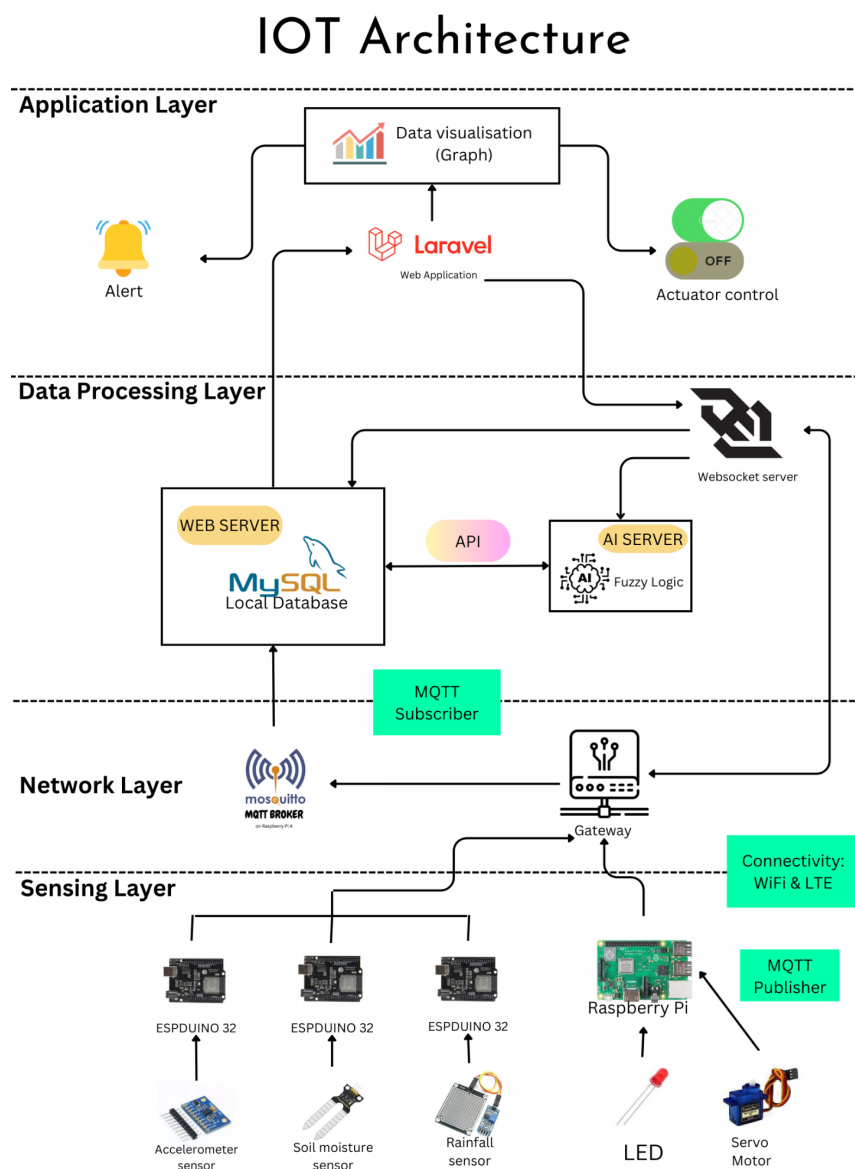 IOT Architecture
Application Layer
Data visualisation
(Graph)
Laravel
Web Application
Alert
OFF
Actuator control
Data Processing Layer
Websocket server
WEB SERVER
MySQL
Local Database
API
AI SERVER
AI
Fuzzy Logic
MQTT
Subscriber
Network Layer
mosquitto
MQTT BROKER
on Raspberry Pi 4
Gateway
Connectivity:
WiFi & LTE
Sensing Layer
ESPDUINO 32
ESPDUINO 32
ESPDUINO 32
Raspberry Pi
MQTT
Publisher
Accelerometer
sensor
Soil moisture
sensor
Rainfall
sensor
LED
Servo
Motor